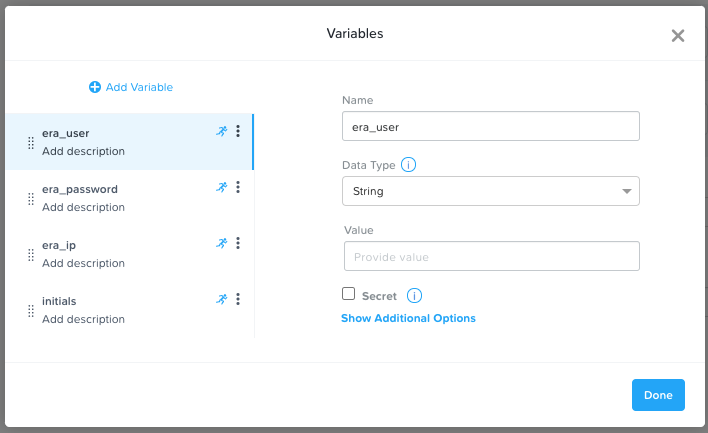 Variables
Add Variable
era_user
Add description
era_password
Add description
era_ip
Add description
initials
Add description
Name
era_user
Data Type
String
Value
Provide value
Secret
Show Additional Options
Done